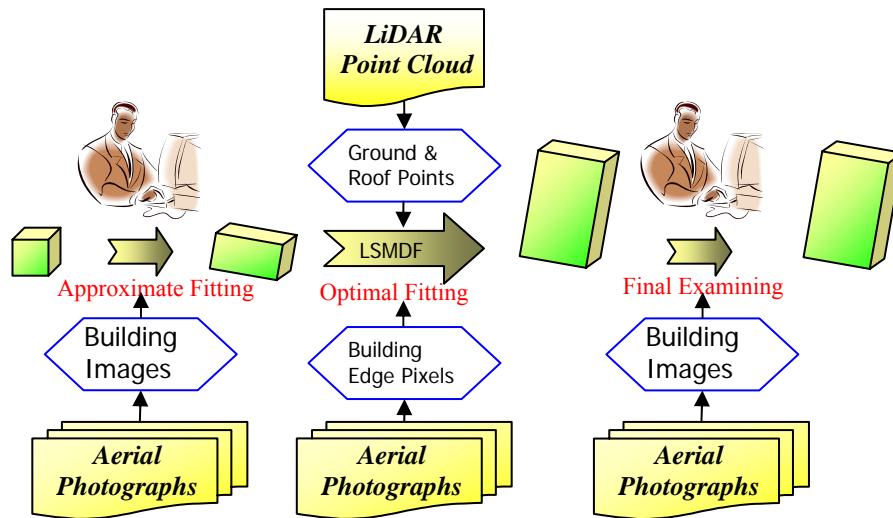 LiDAR
Point Cloud
Ground &
Roof Points
LSMDF
Approximate Fitting
Optimal Fitting
Final Examining
Building
Images
Building
Edge Pixels
Building
Images
Aerial
Photographs
Aerial
Photographs
Aerial
Photographs